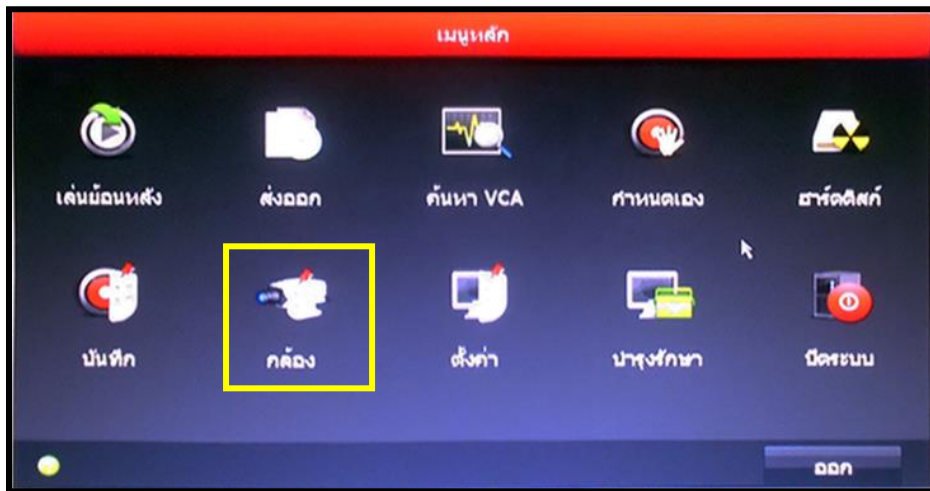 เมนูหลัก
เล่นย้อนหลัง ส่งออก ค้นหา VCA กำหนดเอง ฮาร์ดดิสก์
บันทึก กล้อง ตั้งค่า บำรุงรักษา ปิดระบบ
ออก